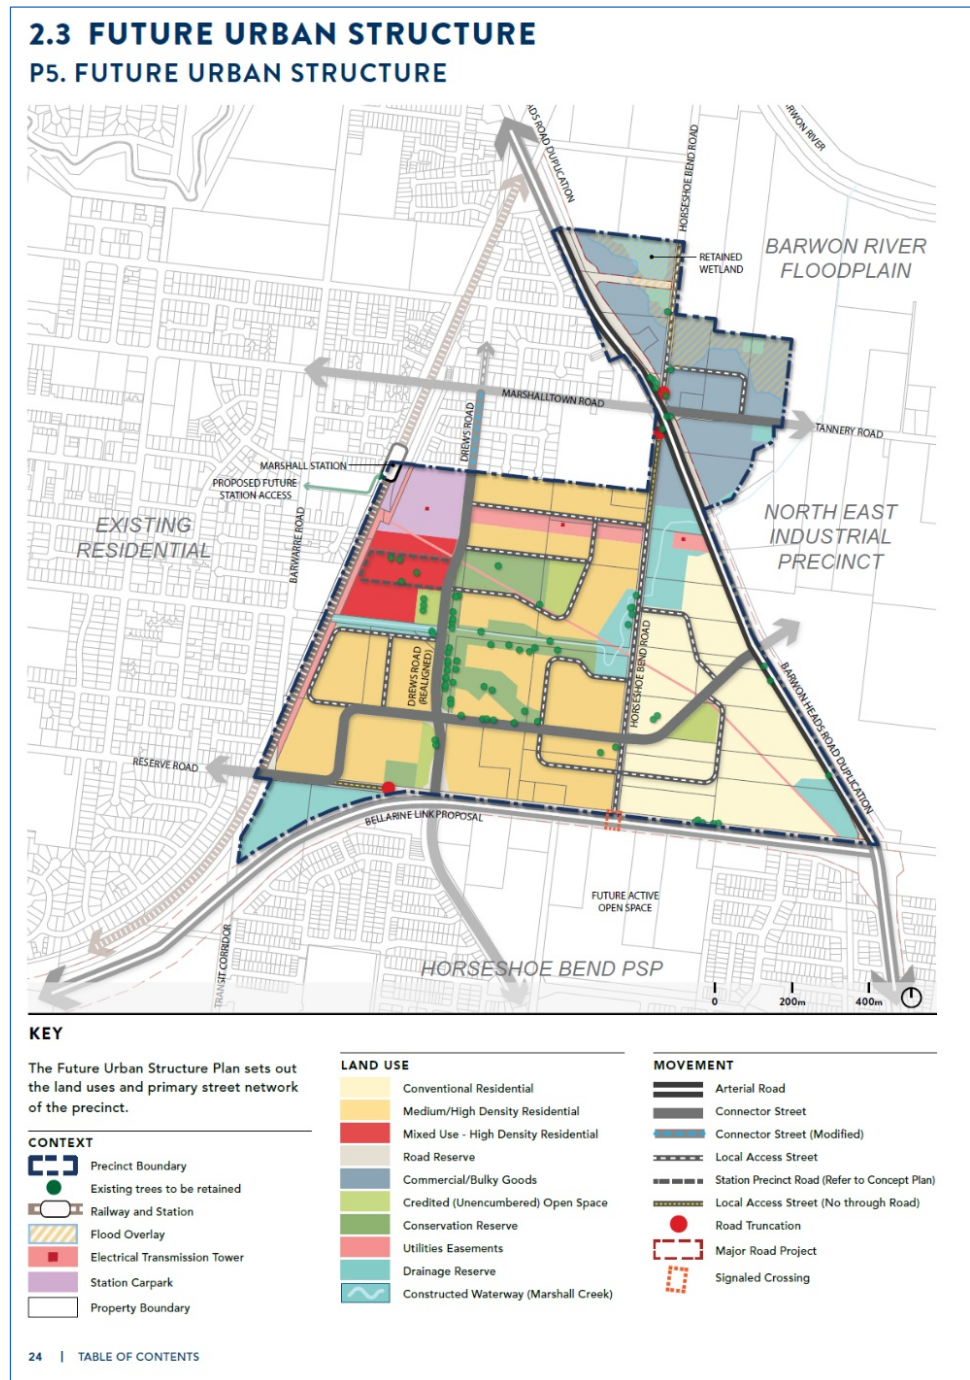 2.3 FUTURE URBAN STRUCTURE
P5. FUTURE URBAN STRUCTURE
ADS ROAD DUPLICATION
HORSESHOE BEND ROAD
BARWON RIVER
RETAINED
WETLAND
BARWON RIVER
FLOODPLAIN
MARSHALLTOWN ROAD
DREWS ROAD
TANNERY ROAD
MARSHALL STATION
PROPOSED FUTURE
STATION ACCESS
EXISTING
RESIDENTIAL
BARWARRE ROAD
NORTH EAST
INDUSTRIAL
PRECINCT
DREWS ROAD
(REALIGNED)
HORSESHOE BEND ROAD
BARWON HEADS ROAD DUPLICATION
RESERVE ROAD
BELLARINE LINK PROPOSAL
FUTURE ACTIVE
OPEN SPACE
TRANSIT CORRIDOR
HORSESHOE BEND PSP
0 200m 400m
KEY
The Future Urban Structure Plan sets out
the land uses and primary street network
of the precinct.
CONTEXT
Precinct Boundary
Existing trees to be retained
Railway and Station
Flood Overlay
Electrical Transmission Tower
Station Carpark
Property Boundary
LAND USE
Conventional Residential
Medium/High Density Residential
Mixed Use - High Density Residential
Road Reserve
Commercial/Bulky Goods
Credited (Unencumbered) Open Space
Conservation Reserve
Utilities Easements
Drainage Reserve
Constructed Waterway (Marshall Creek)
MOVEMENT
Arterial Road
Connector Street
Connector Street (Modified)
Local Access Street
Station Precinct Road (Refer to Concept Plan)
Local Access Street (No through Road)
Road Truncation
Major Road Project
Signaled Crossing
24 | TABLE OF CONTENTS